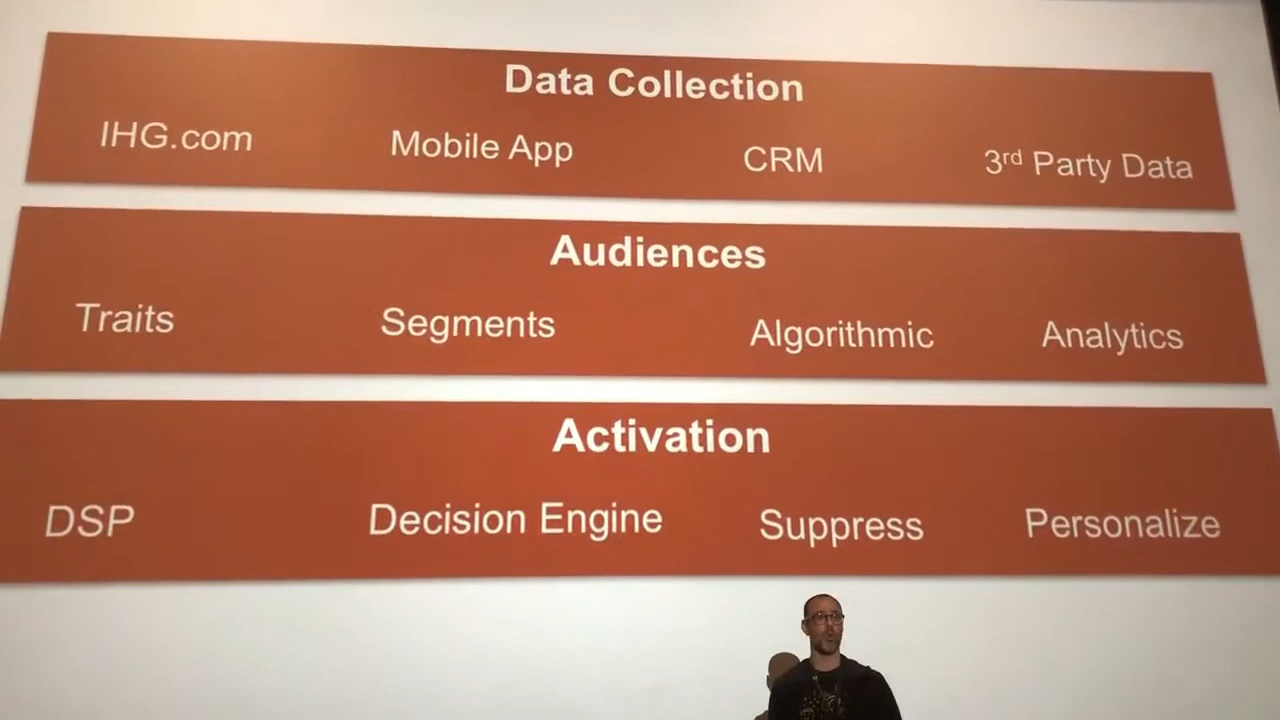 Data Collection
IHG.com Mobile App CRM 3rd Party Data
Audiences
Traits Segments Algorithmic Analytics
Activation
DSP Decision Engine Suppress Personalize